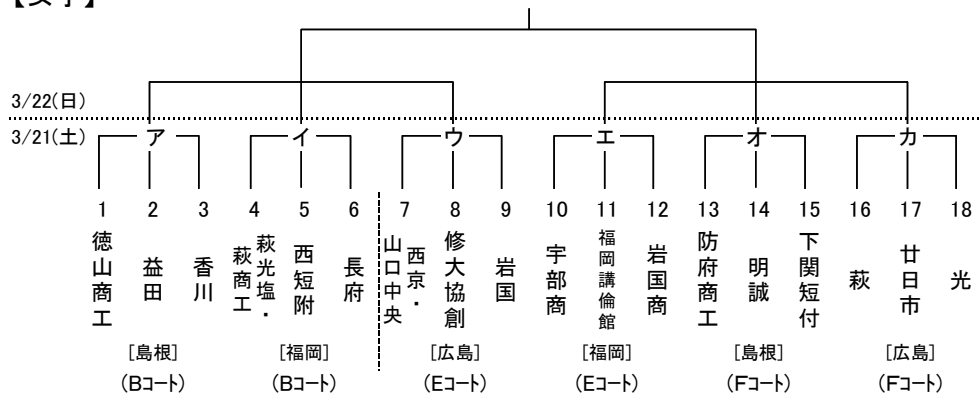 【女子】
3/22(日)
3/21(土)
ア イ ウ エ オ カ
1 2 3 4 5 6 7 8 9 10 11 12 13 14 15 16 17 18
徳山商工
益田
香川
萩光塩・
萩商工
西短附
長府
西京・
山口中央
修大協創
岩国
宇部商
福岡講倫館
岩国商
防府商工
明誠
下関短付
萩
廿日市
光
[島根] [福岡] [広島] [福岡] [島根] [広島]
(Bコート) (Bコート) (Eコート) (Eコート) (Fコート) (Fコート)